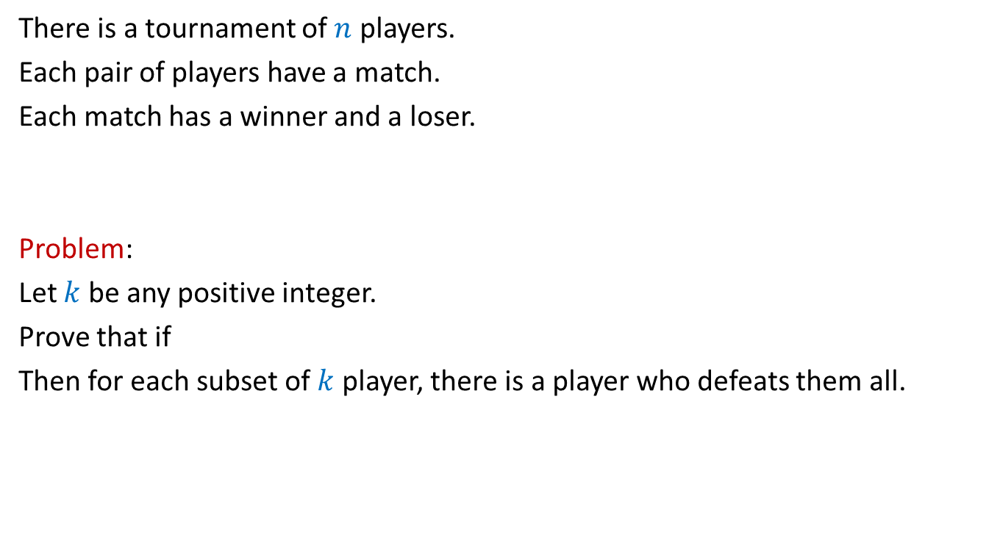 There is a tournament of n players.
Each pair of players have a match.
Each match has a winner and a loser.
Problem:
Let k be any positive integer.
Prove that if
Then for each subset of k player, there is a player who defeats them all.